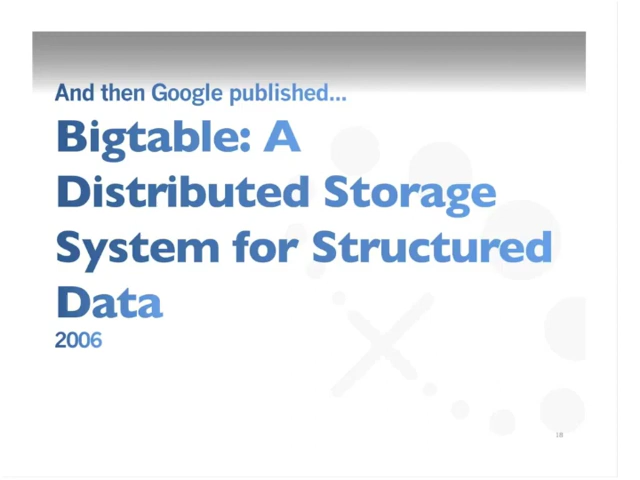 And then Google published...
Bigtable: A
Distributed Storage
System for Structured
Data
2006
18